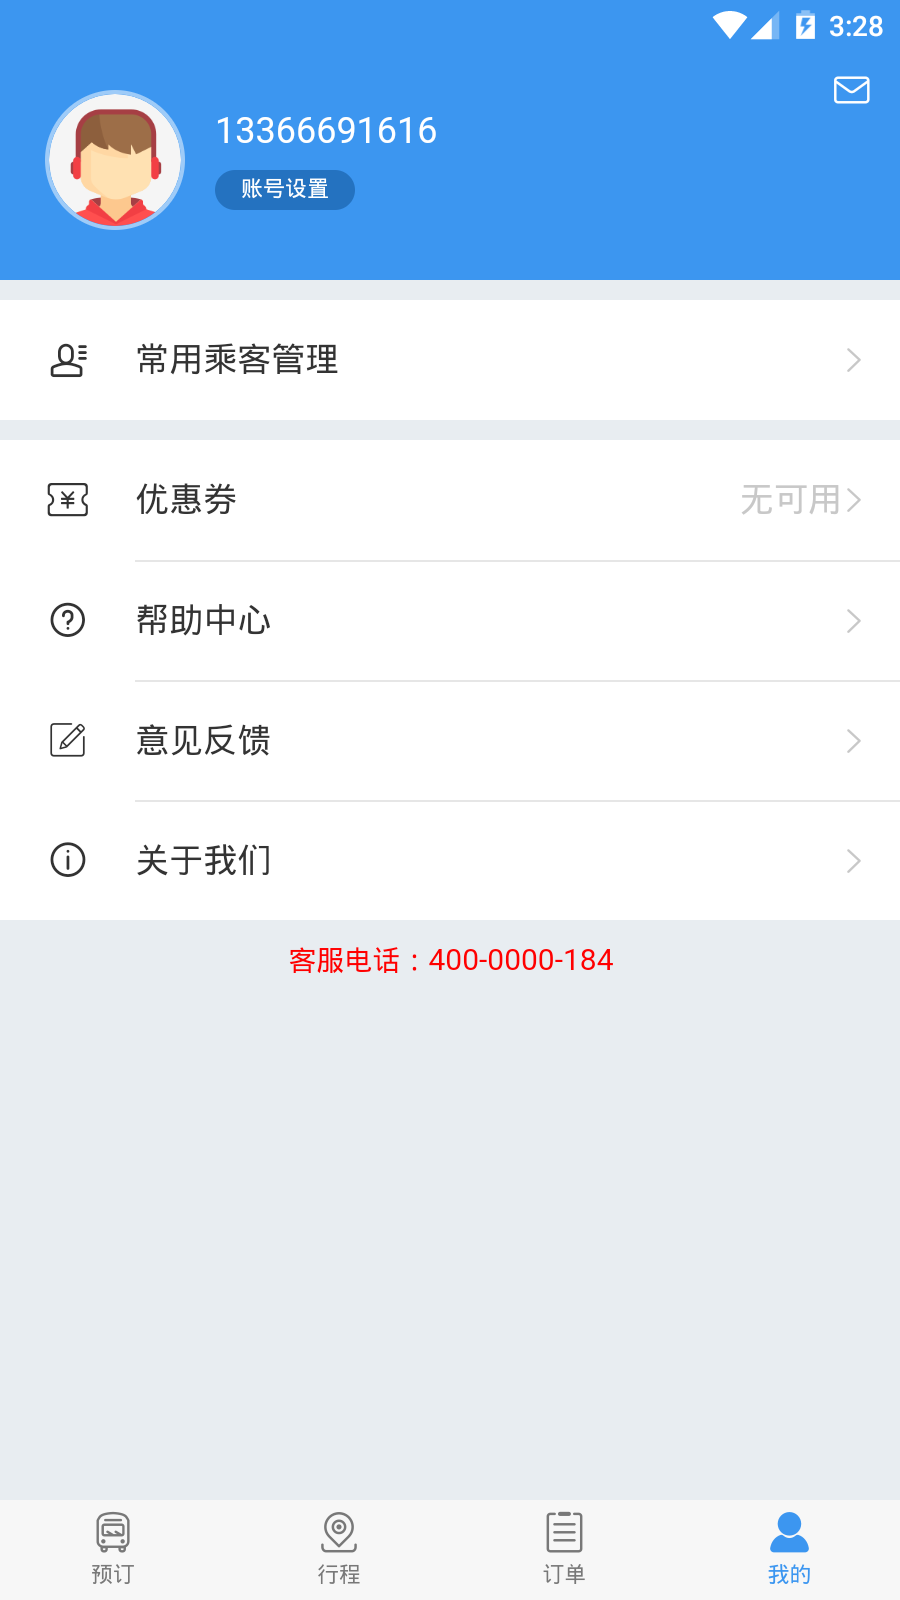 3:28
13366691616
账号设置
常用乘客管理
优惠券 无可用
帮助中心
意见反馈
关于我们
客服电话：400-0000-184
预订 行程 订单 我的